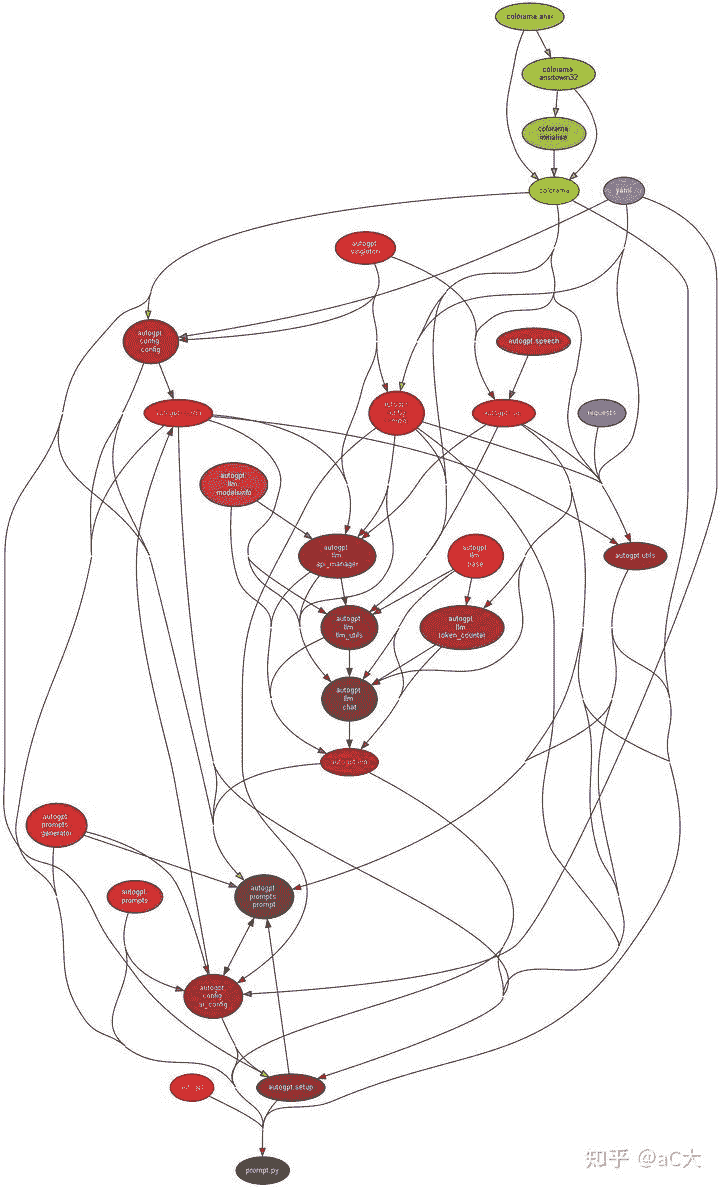 colorama.ansi
colorama
ansitowin32
colorama
initialise
colorama
yaml
autogpt
singleton
autogpt
config
config
autogpt.speech
requests
autogpt
llm
modelsinfo
autogpt
llm
api_manager
autogpt
llm
base
autogpt.utils
autogpt
llm
llm_utils
autogpt
llm
token_counter
autogpt
llm
chat
autogpt.llm
autogpt
prompts
generator
autogpt
prompts
prompt
autogpt
prompts
autogpt
config
ai_config
autogpt.setup
prompt.py
知乎 @aC大